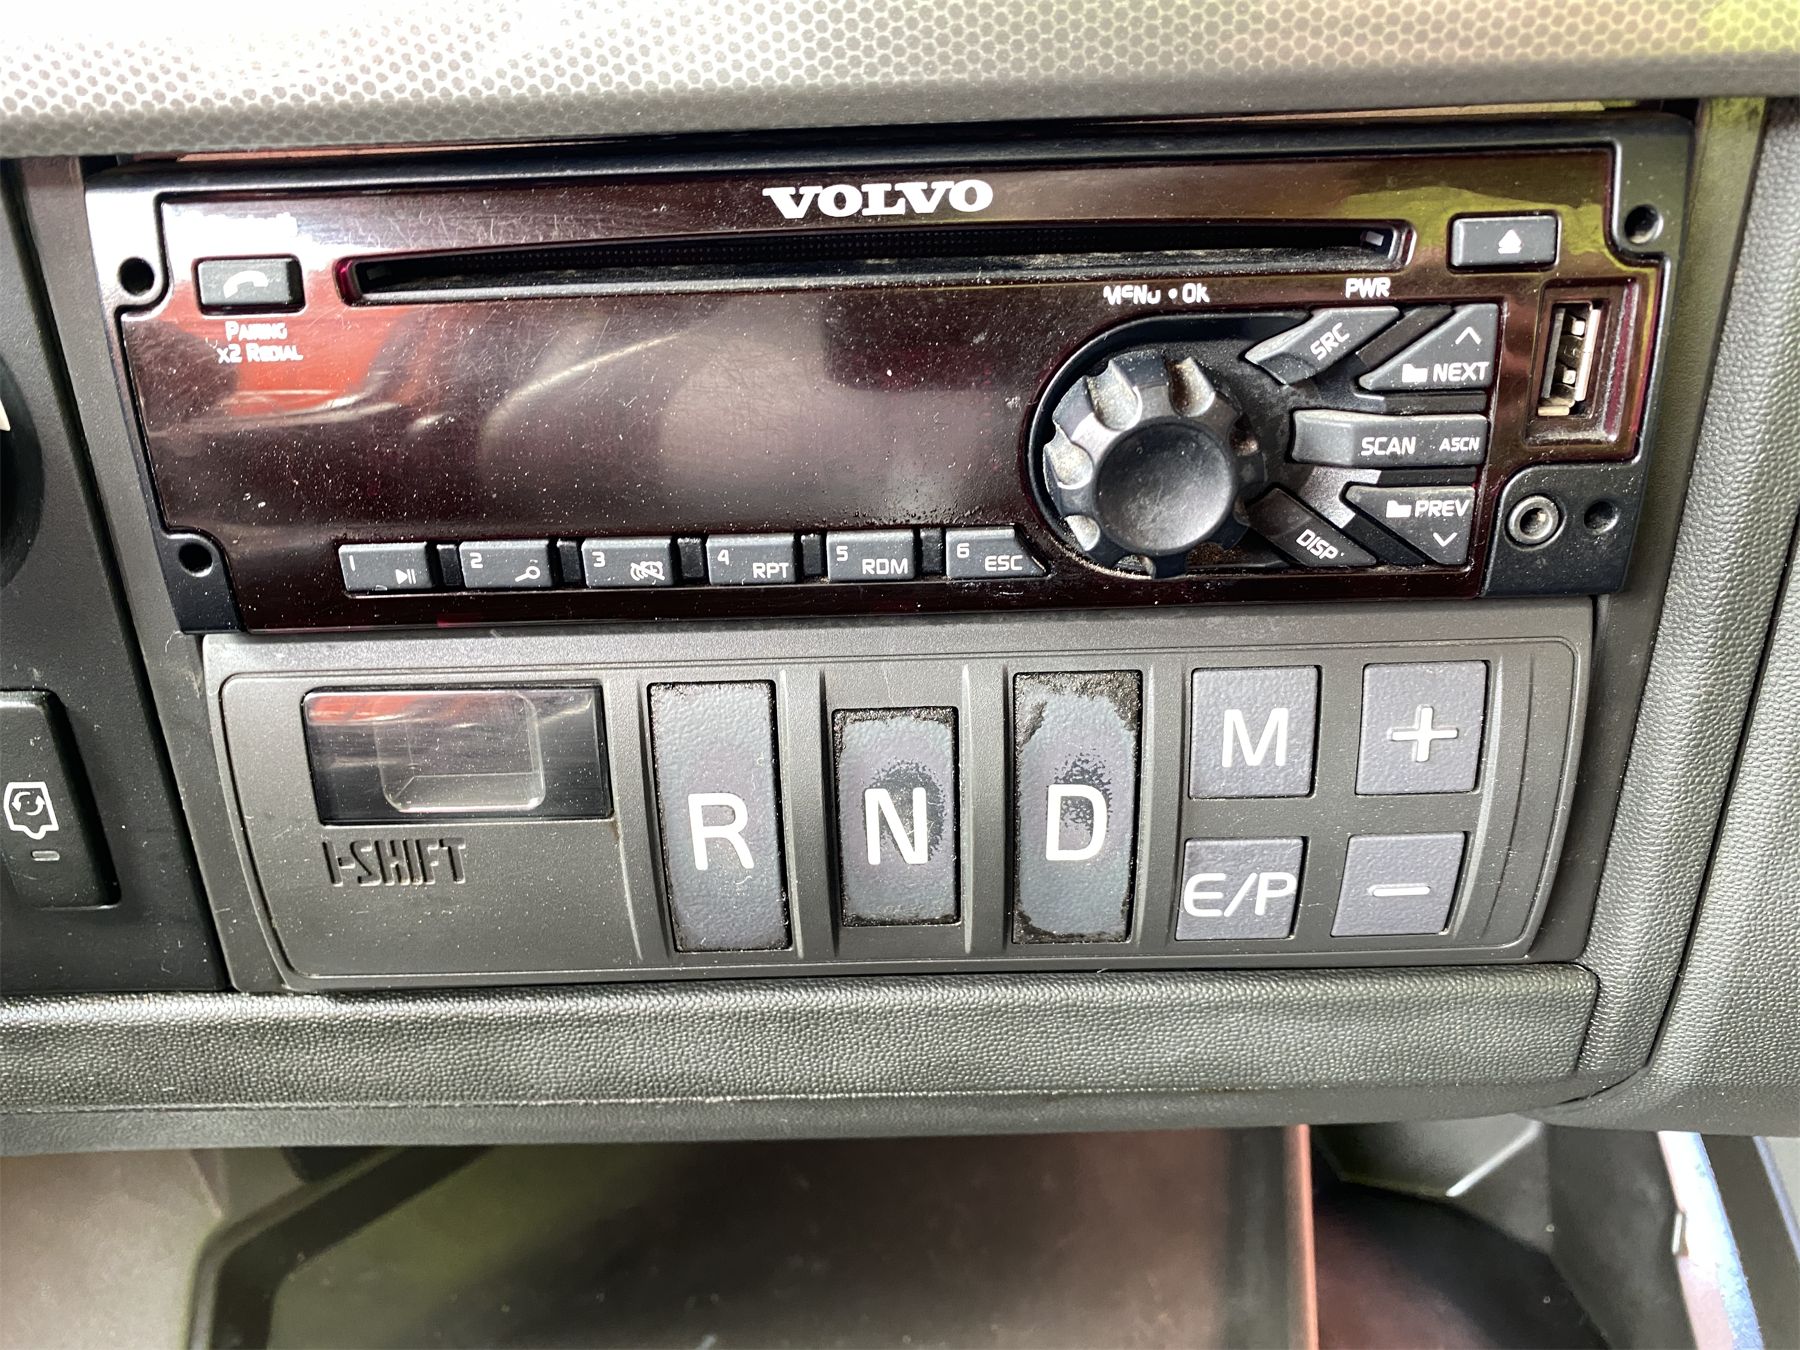 VOLVO
MENU • OK
PWR
PAIRING
X2 REDIAL
SRC
NEXT
SCAN ASCN
PREV
DISP
1
2
3
4 RPT
5 RDM
6 ESC
I-SHIFT
R
N
D
M
+
E/P
-